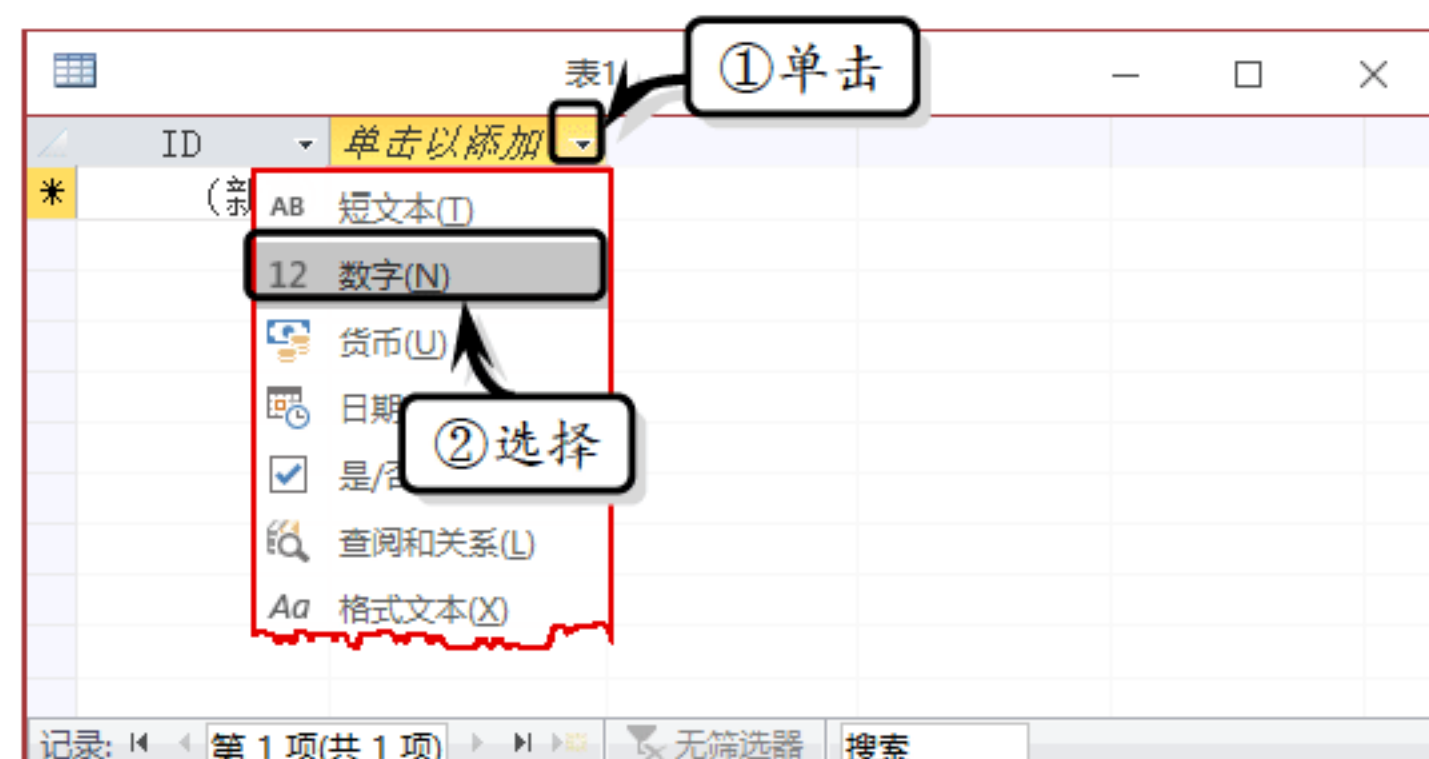 表1
①单击
ID 单击以添加
(新
AB 短文本(T)
12 数字(N)
货币(U)
日期
②选择
是/否
查阅和关系(L)
Aa 格式文本(X)
记录: 第 1 项(共 1 项) 无筛选器 搜索